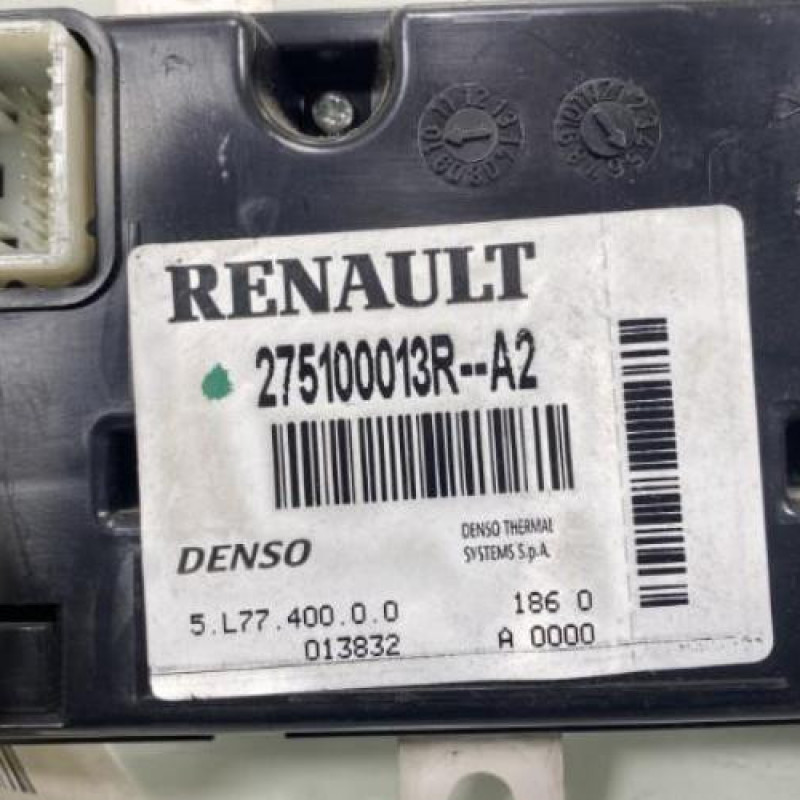 RENAULT
275100013R--A2
DENSO
DENSO THERMAL
SYSTEMS S.p.A.
5.L77.400.0.0
186 0
013832
A 0000